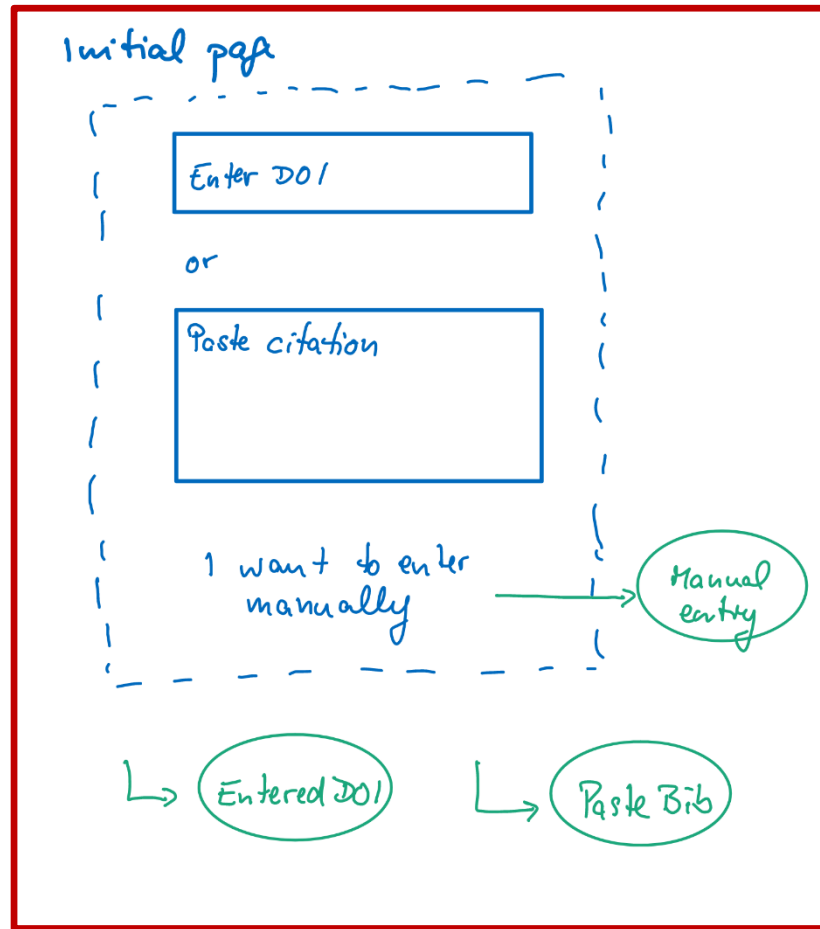 Initial page
Enter DOI
or
Paste citation
I want to enter
manually
Manual
entry
Entered DOI
Paste Bib